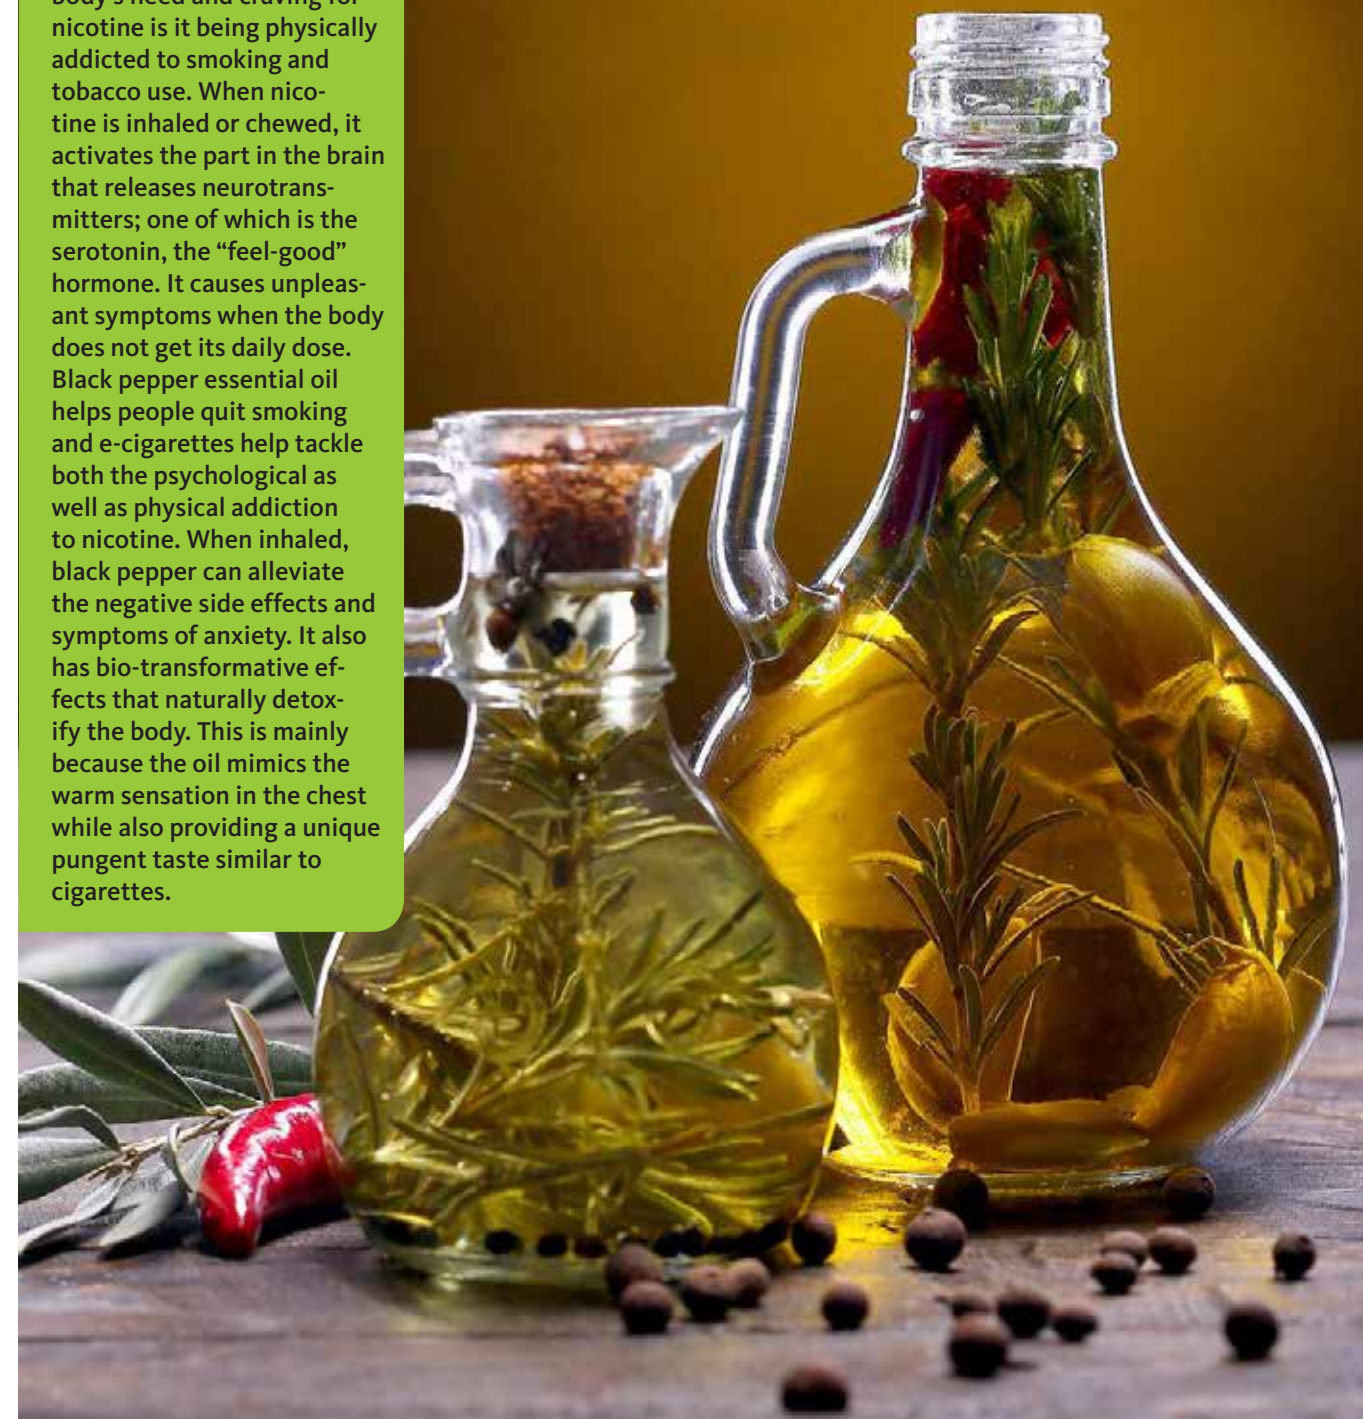 body's need and craving for
nicotine is it being physically
addicted to smoking and
tobacco use. When nico-
tine is inhaled or chewed, it
activates the part in the brain
that releases neurotrans-
mitters; one of which is the
serotonin, the “feel-good”
hormone. It causes unpleas-
ant symptoms when the body
does not get its daily dose.
Black pepper essential oil
helps people quit smoking
and e-cigarettes help tackle
both the psychological as
well as physical addiction
to nicotine. When inhaled,
black pepper can alleviate
the negative side effects and
symptoms of anxiety. It also
has bio-transformative ef-
fects that naturally detox-
ify the body. This is mainly
because the oil mimics the
warm sensation in the chest
while also providing a unique
pungent taste similar to
cigarettes.